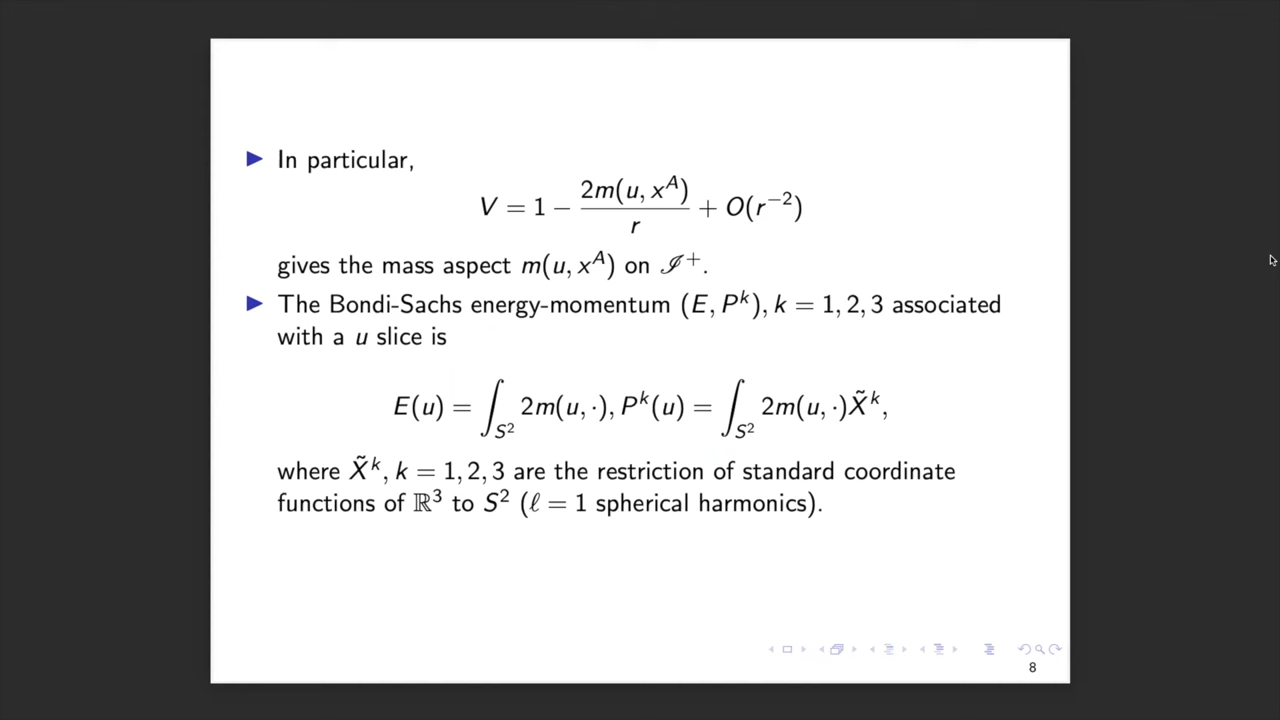 ▶ In particular,
V = 1 − \frac{2m(u, x^A)}{r} + O(r^{−2})
gives the mass aspect m(u, x^A) on ℐ^+.
▶ The Bondi-Sachs energy-momentum (E, P^k), k = 1, 2, 3 associated
with a u slice is
E(u) = ∫_{S^2} 2m(u, ·), P^k(u) = ∫_{S^2} 2m(u, ·)X̃^k,
where X̃^k, k = 1, 2, 3 are the restriction of standard coordinate
functions of ℝ^3 to S^2 (ℓ = 1 spherical harmonics).
8